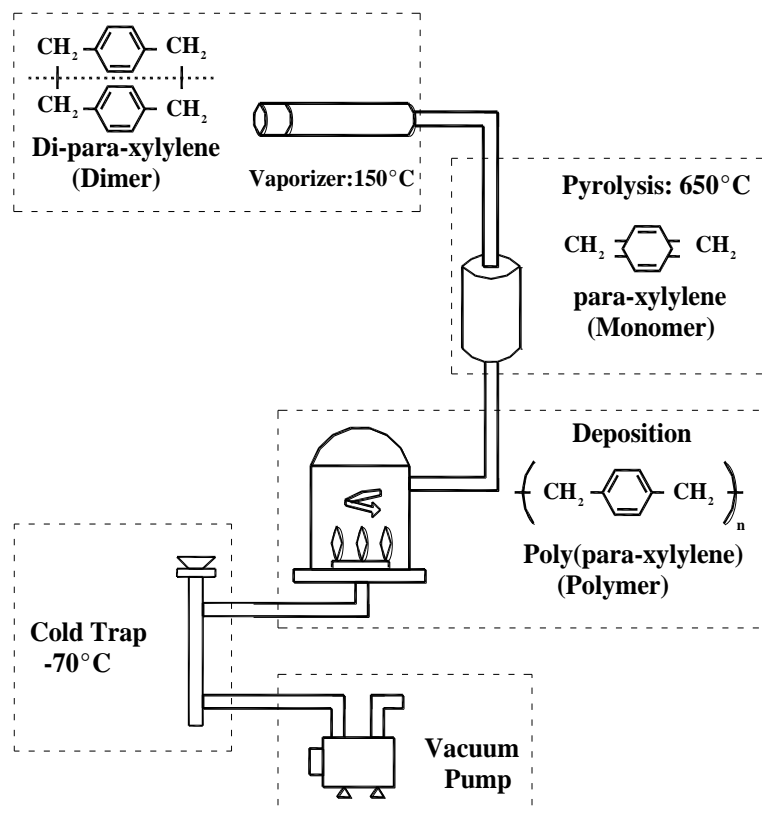 CH2 CH2
CH2 CH2
Di-para-xylylene
(Dimer)
Vaporizer:150°C
Pyrolysis: 650°C
CH2 CH2
para-xylylene
(Monomer)
Deposition
( CH2 CH2 )n
Poly(para-xylylene)
(Polymer)
Cold Trap
-70°C
Vacuum
Pump